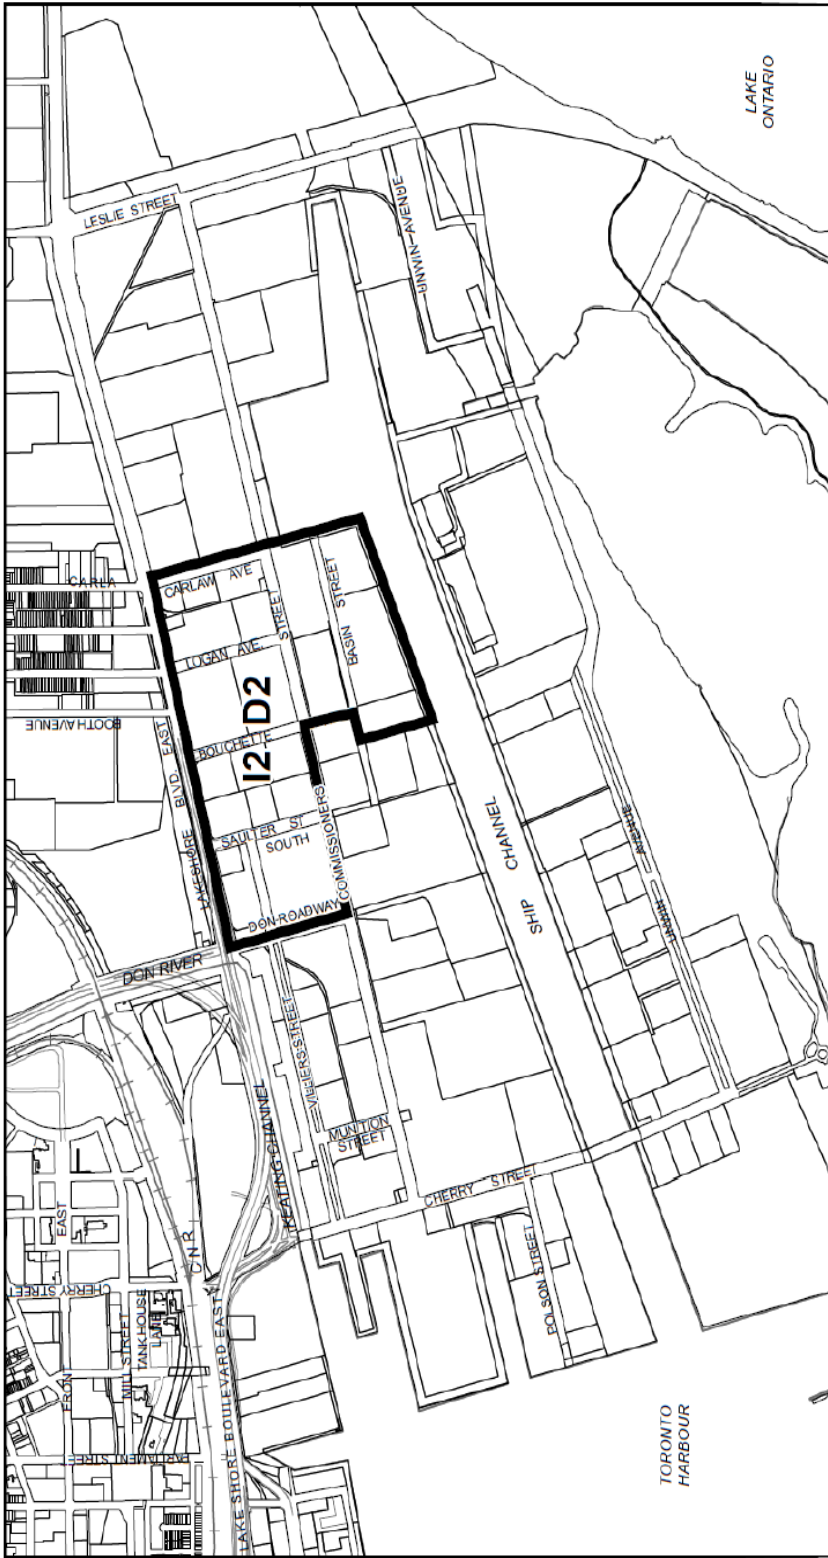 LAKE
ONTARIO
LESLIE STREET
UNWIN AVENUE
CARLA
CARLAW AVE
LOGAN AVE.
STREET
BASIN STREET
BOOTH AVENUE
LAKESHORE BLVD. EAST
BOUCHETTE
I2 D2
SAULTER ST
SOUTH
COMMISSIONERS
DON ROADWAY
SHIP CHANNEL
UNWIN AVENUE
DON RIVER
VILLIERS STREET
KEATING CHANNEL
MUNITION
STREET
CHERRY STREET
POLSON STREET
CNR
EAST
CHERRY STREET
MILL STREET
TANKHOUSE
LANE
FRONT
PARLIAMENT STREE
LAKE SHORE BOULEVARD EAST
TORONTO
HARBOUR